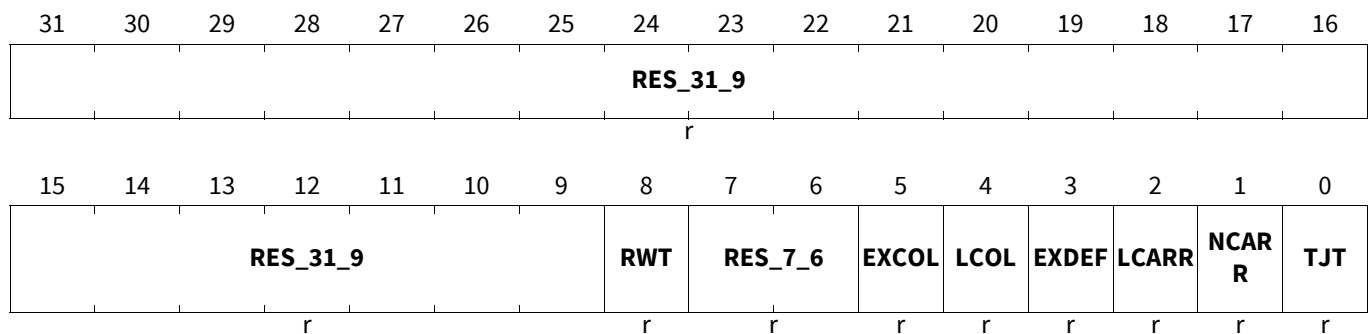 31 30 29 28 27 26 25 24 23 22 21 20 19 18 17 16
RES_31_9
r
15 14 13 12 11 10 9 8 7 6 5 4 3 2 1 0
RES_31_9 RWT RES_7_6 EXCOL LCOL EXDEF LCARR NCAR
R TJT
r r r r r r r r r